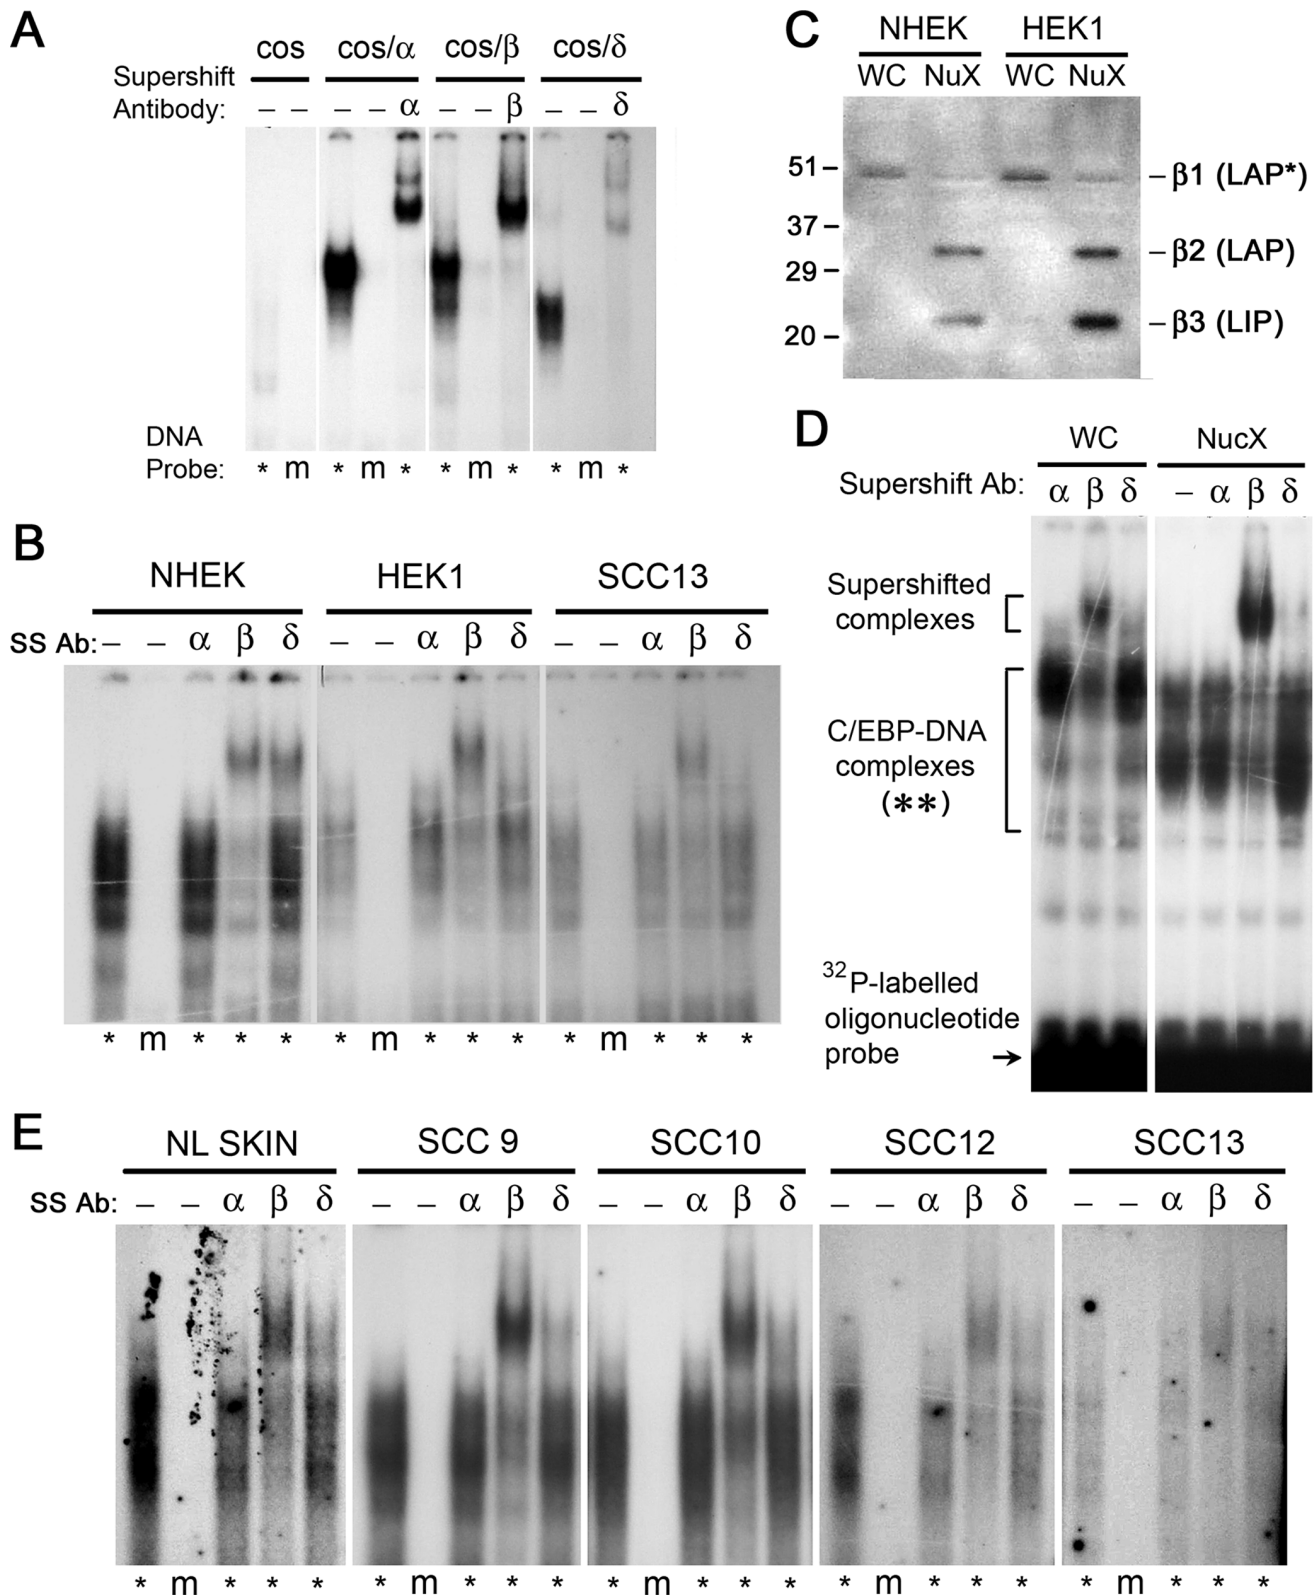 A
cos cos/α cos/β cos/δ
Supershift
Antibody: – – – – α – – β – – δ
DNA
Probe: * m * m * * m * * m *
C
NHEK HEK1
WC NuX WC NuX
51 –
37 –
29 –
20 –
– β1 (LAP*)
– β2 (LAP)
– β3 (LIP)
B
NHEK HEK1 SCC13
SS Ab: – – α β δ – – α β δ – – α β δ
* m * * * * m * * * * m * * *
D
WC NucX
Supershift Ab: α β δ – α β δ
Supershifted
complexes
C/EBP-DNA
complexes
(**)
32P-labelled
oligonucleotide
probe →
E
NL SKIN SCC 9 SCC10 SCC12 SCC13
SS Ab: – – α β δ – – α β δ – – α β δ – – α β δ – – α β δ
* m * * * * m * * * * m * * * * m * * * * m * * *